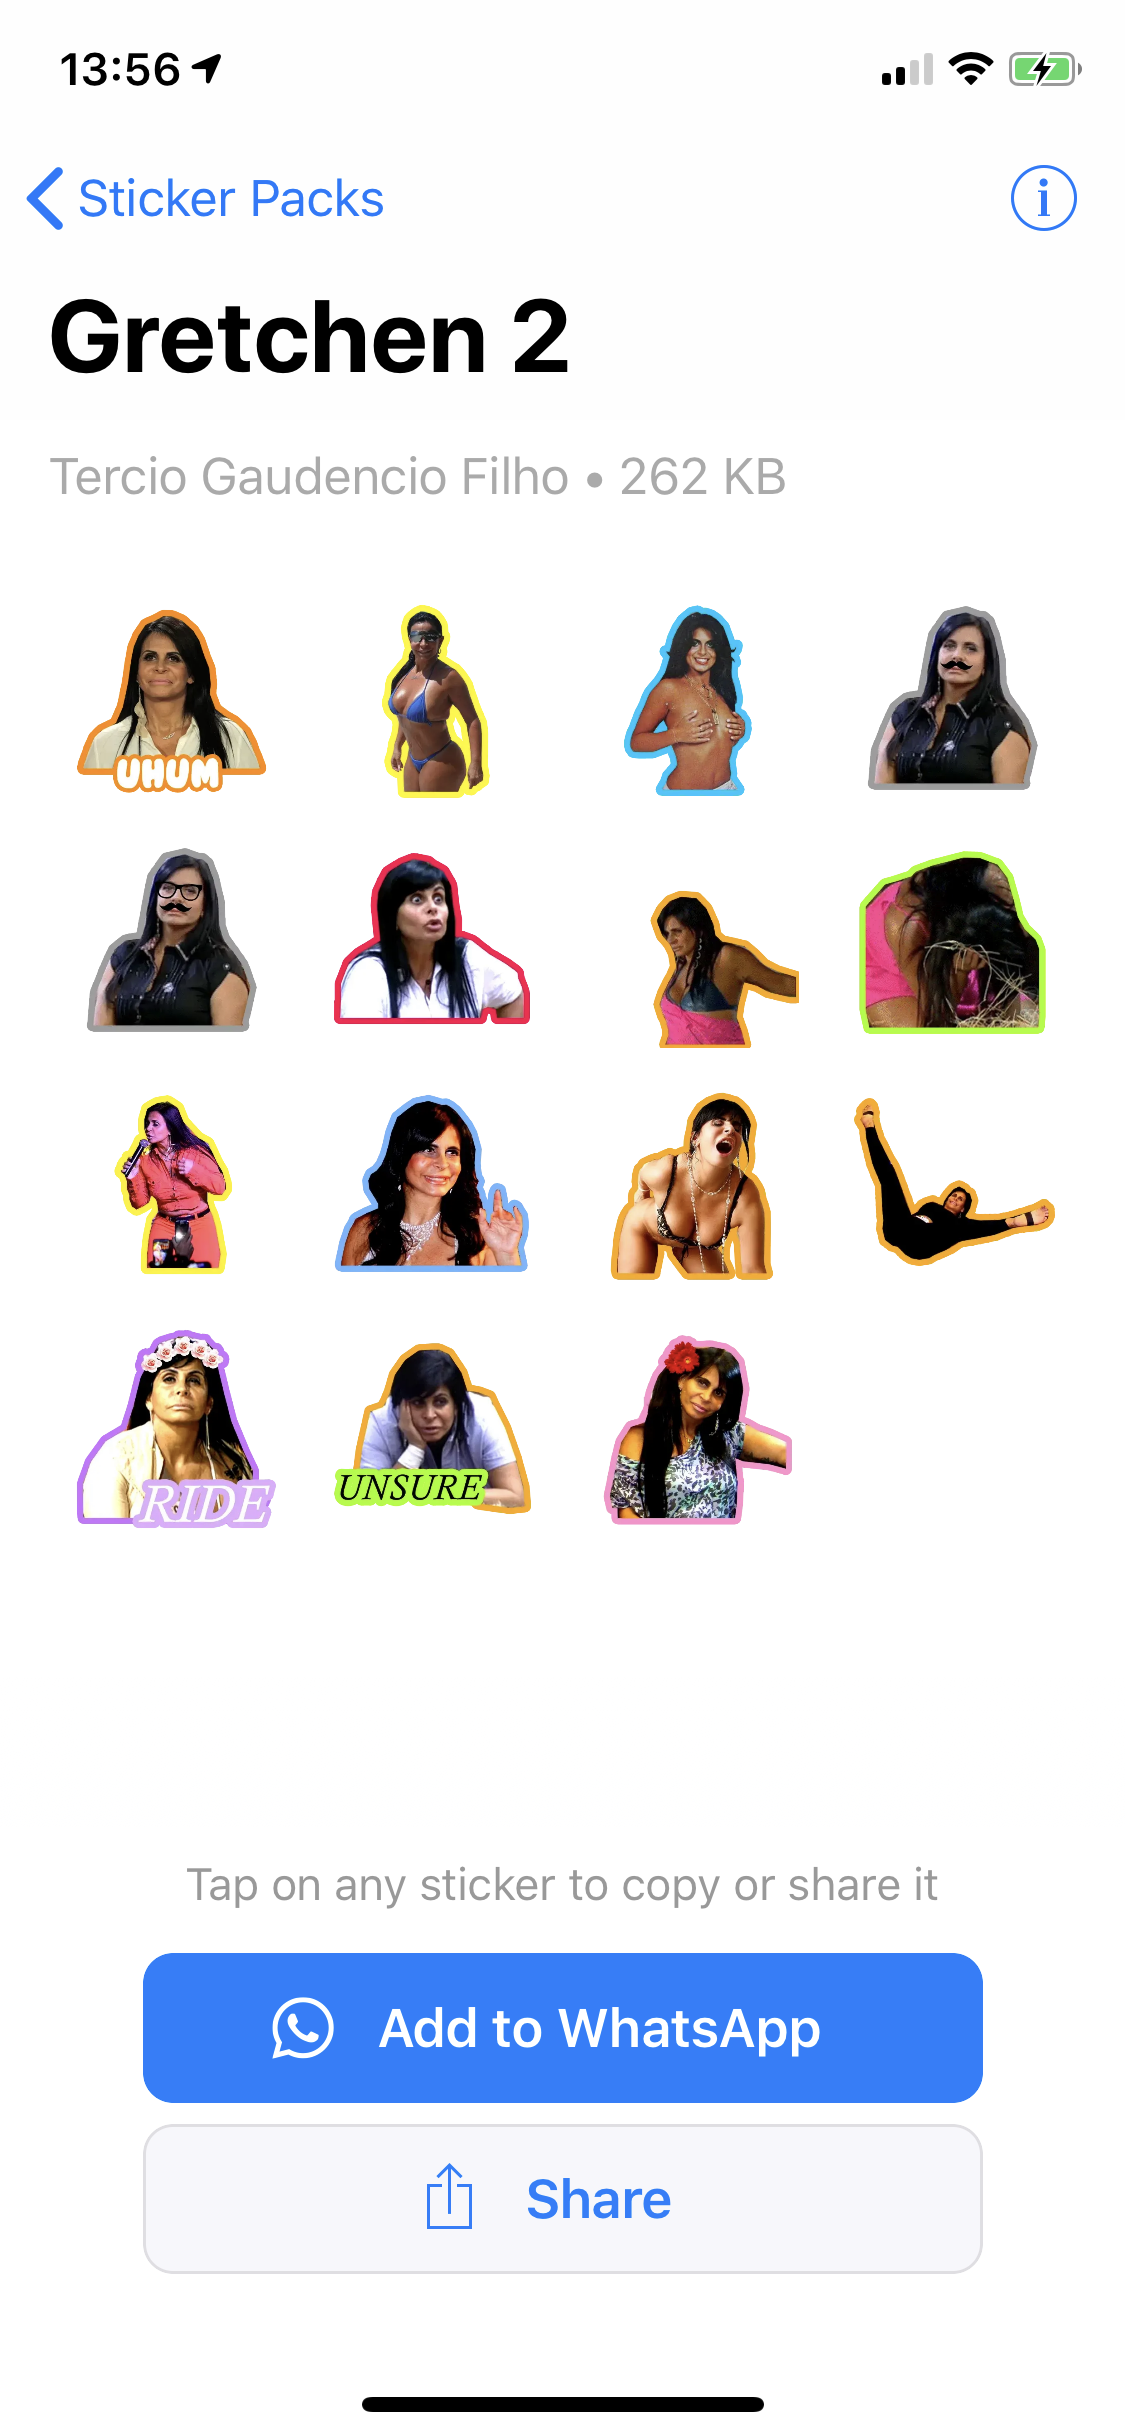 13:56
Sticker Packs
Gretchen 2
Tercio Gaudencio Filho • 262 KB
UHUM
RIDE
UNSURE
Tap on any sticker to copy or share it
Add to WhatsApp
Share